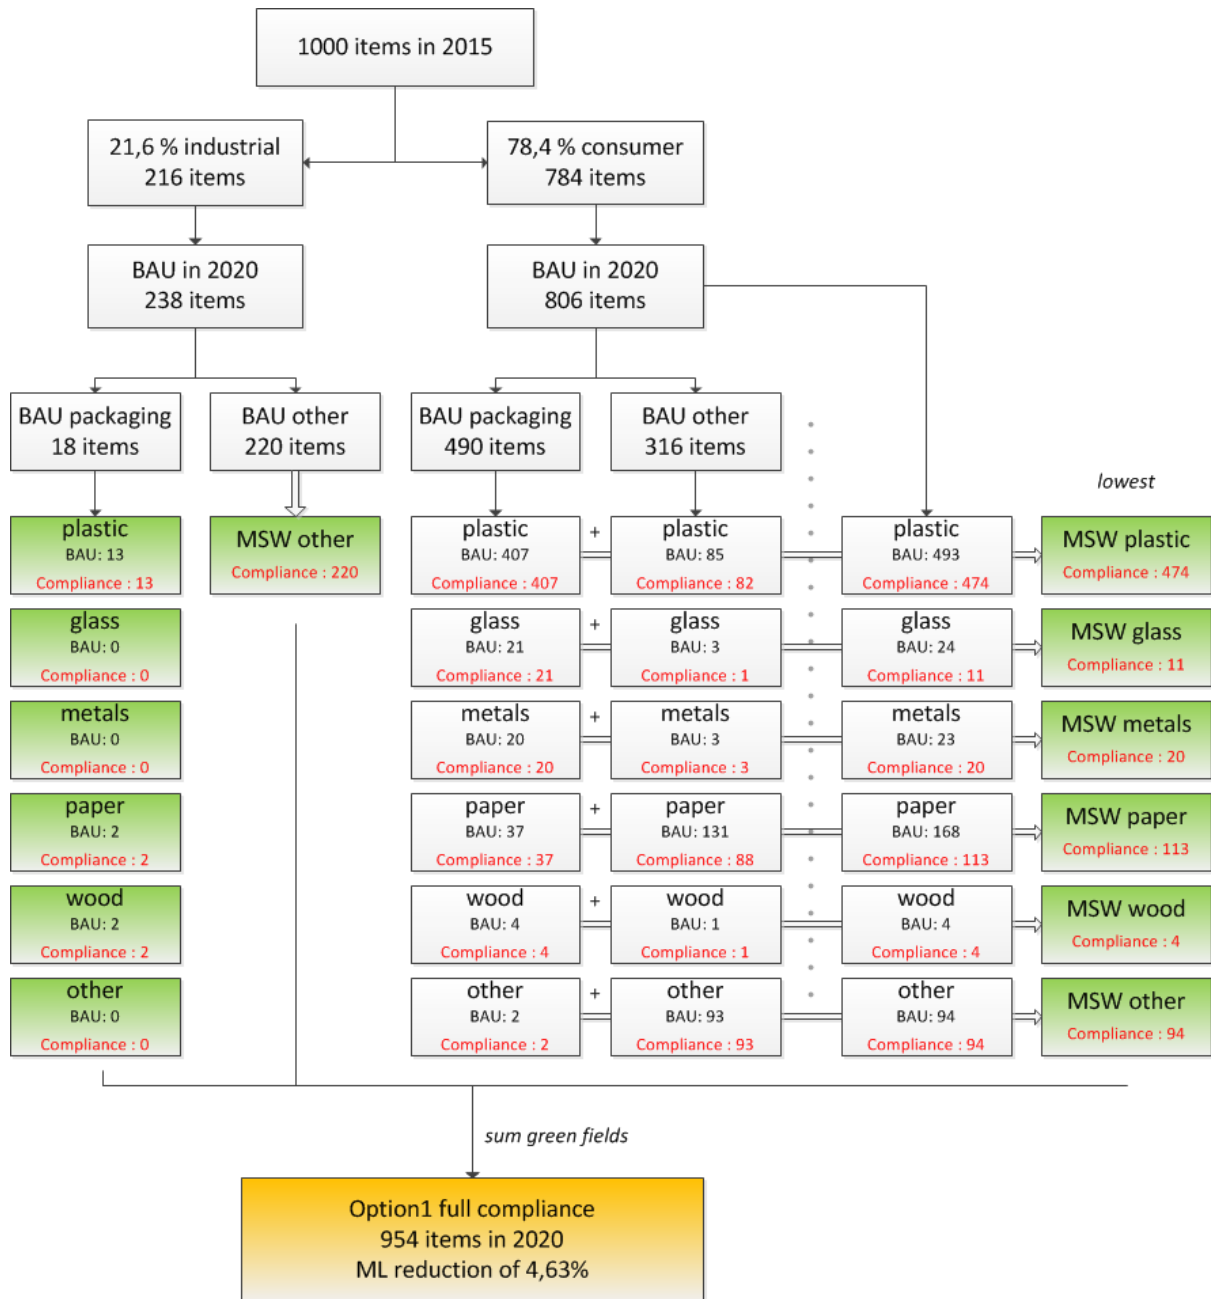 1000 items in 2015
21,6 % industrial
216 items
78,4 % consumer
784 items
BAU in 2020
238 items
BAU in 2020
806 items
BAU packaging
18 items
BAU other
220 items
BAU packaging
490 items
BAU other
316 items
lowest
plastic
BAU: 13
Compliance : 13
MSW other
Compliance : 220
plastic
BAU: 407
Compliance : 407
+
plastic
BAU: 85
Compliance : 82
plastic
BAU: 493
Compliance : 474
MSW plastic
Compliance : 474
glass
BAU: 0
Compliance : 0
glass
BAU: 21
Compliance : 21
+
glass
BAU: 3
Compliance : 1
glass
BAU: 24
Compliance : 11
MSW glass
Compliance : 11
metals
BAU: 0
Compliance : 0
metals
BAU: 20
Compliance : 20
+
metals
BAU: 3
Compliance : 3
metals
BAU: 23
Compliance : 20
MSW metals
Compliance : 20
paper
BAU: 2
Compliance : 2
paper
BAU: 37
Compliance : 37
+
paper
BAU: 131
Compliance : 88
paper
BAU: 168
Compliance : 113
MSW paper
Compliance : 113
wood
BAU: 2
Compliance : 2
wood
BAU: 4
Compliance : 4
+
wood
BAU: 1
Compliance : 1
wood
BAU: 4
Compliance : 4
MSW wood
Compliance : 4
other
BAU: 0
Compliance : 0
other
BAU: 2
Compliance : 2
+
other
BAU: 93
Compliance : 93
other
BAU: 94
Compliance : 94
MSW other
Compliance : 94
sum green fields
Option1 full compliance
954 items in 2020
ML reduction of 4,63%